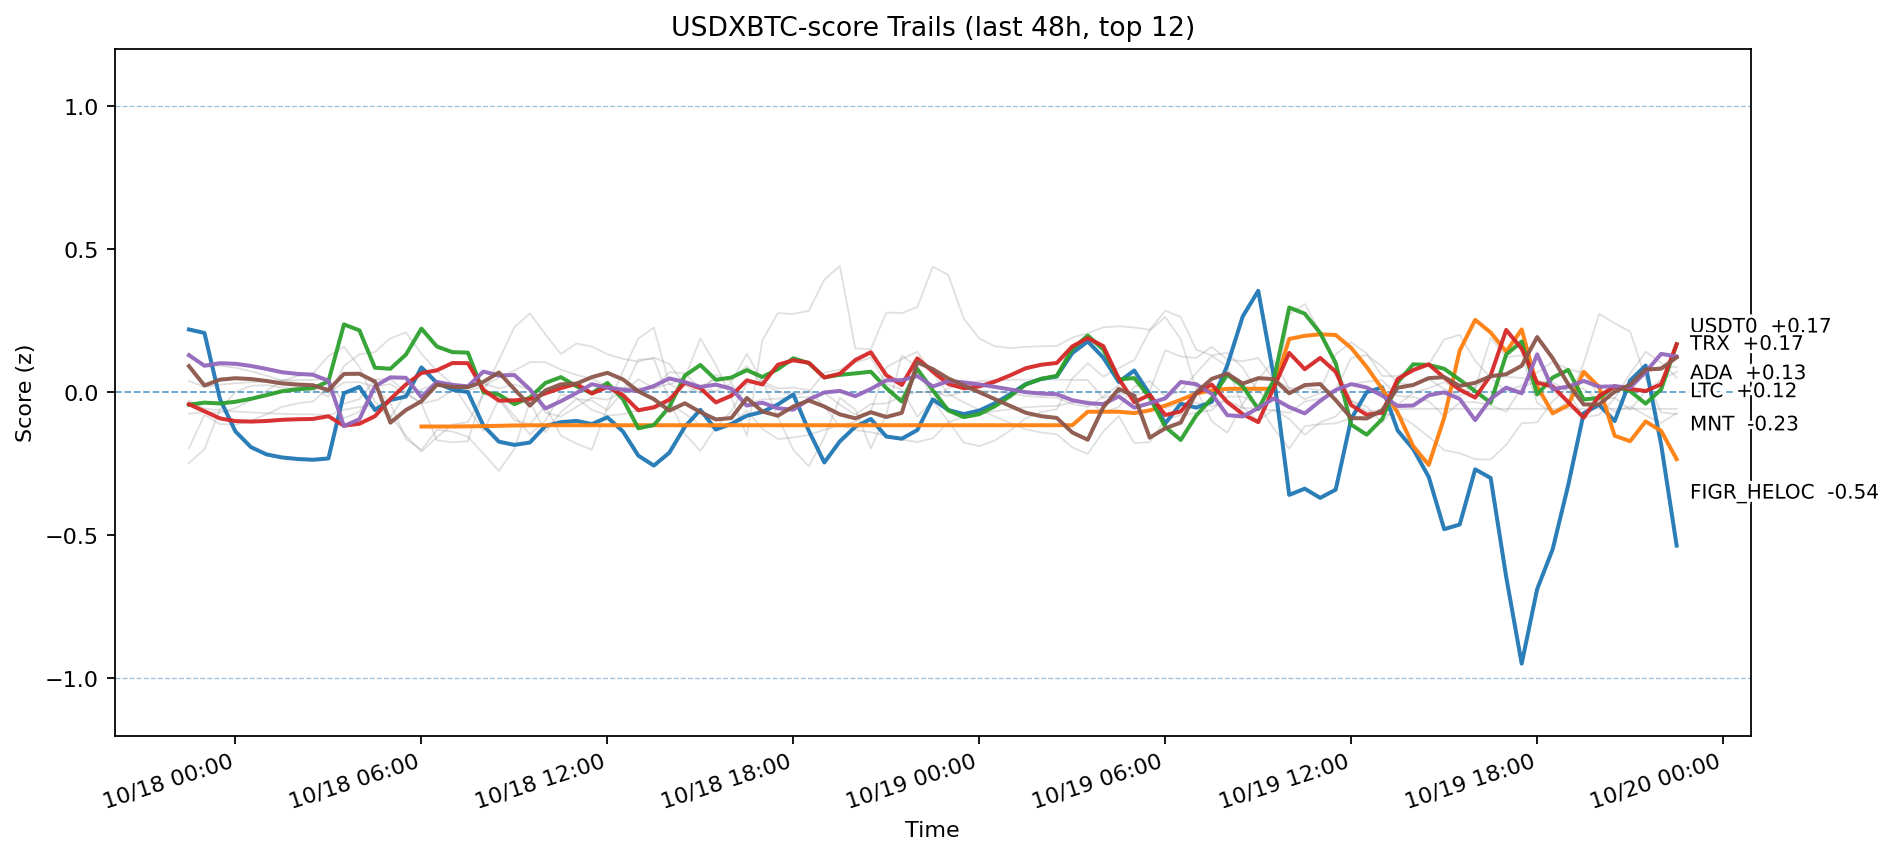 USDXBTC-score Trails (last 48h, top 12)
Score (z)
1.0
0.5
0.0
−0.5
−1.0
USDT0 +0.17
TRX +0.17
ADA +0.13
LTC +0.12
MNT -0.23
FIGR_HELOC -0.54
10/18 00:00
10/18 06:00
10/18 12:00
10/18 18:00
10/19 00:00
10/19 06:00
10/19 12:00
10/19 18:00
10/20 00:00
Time